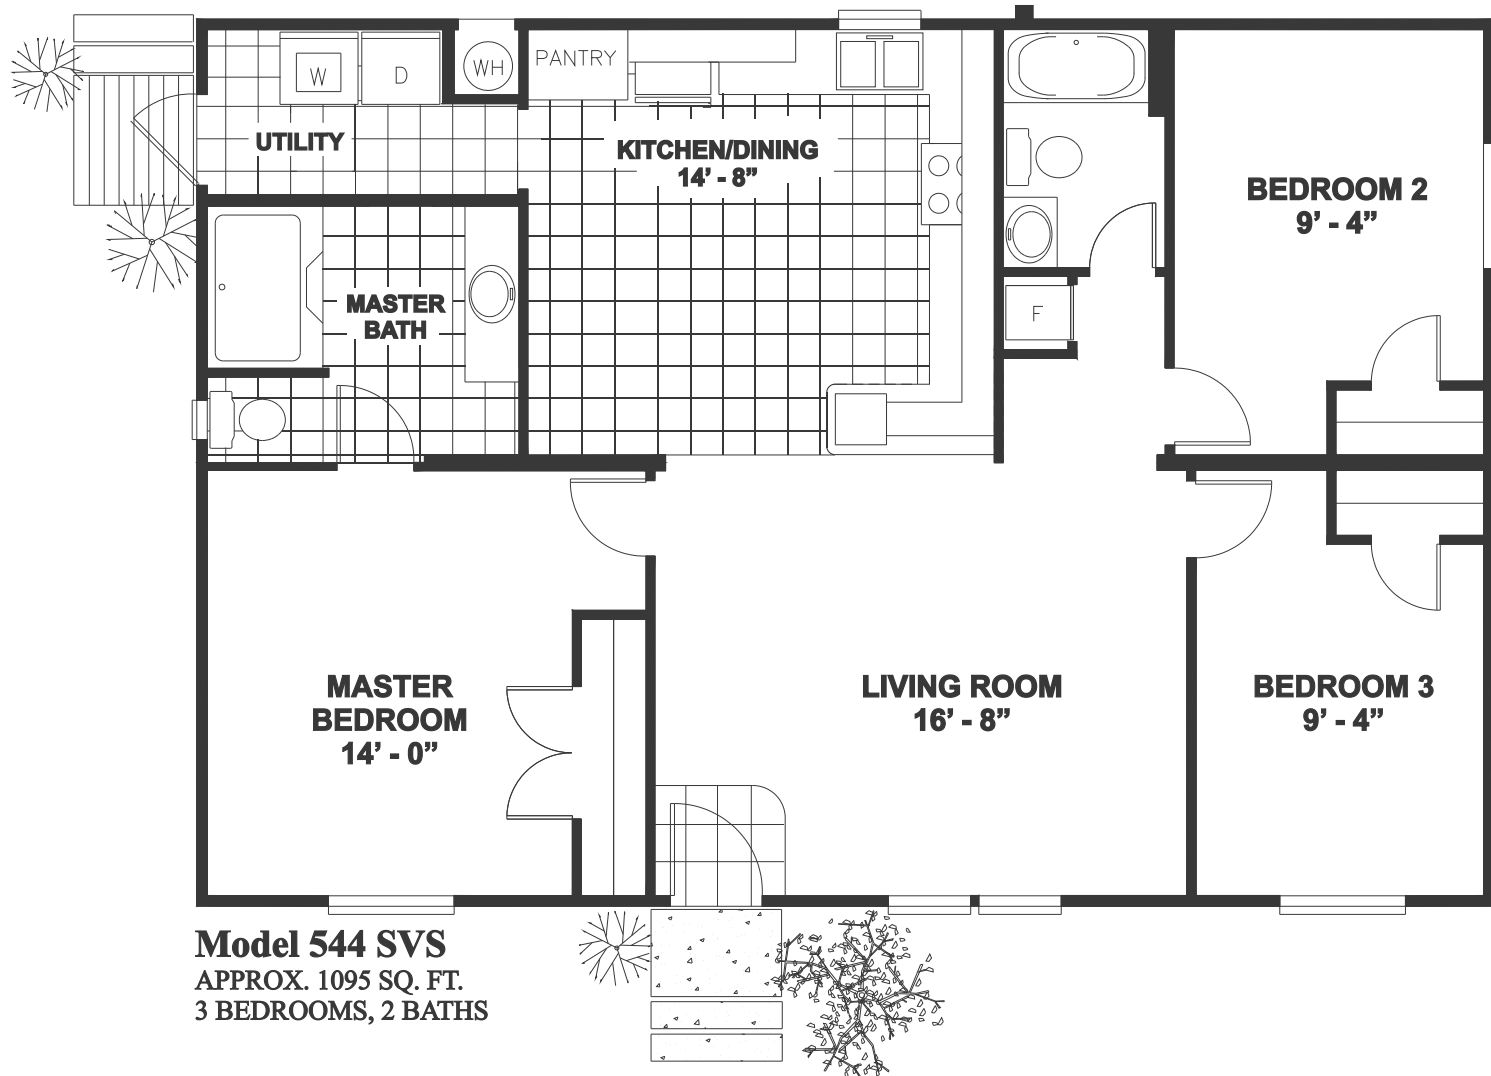 W
D
WH
PANTRY
UTILITY
KITCHEN/DINING
14’ - 8”
BEDROOM 2
9’ - 4”
MASTER
BATH
F
MASTER
BEDROOM
14’ - 0”
LIVING ROOM
16’ - 8”
BEDROOM 3
9’ - 4”
Model 544 SVS
APPROX. 1095 SQ. FT.
3 BEDROOMS, 2 BATHS